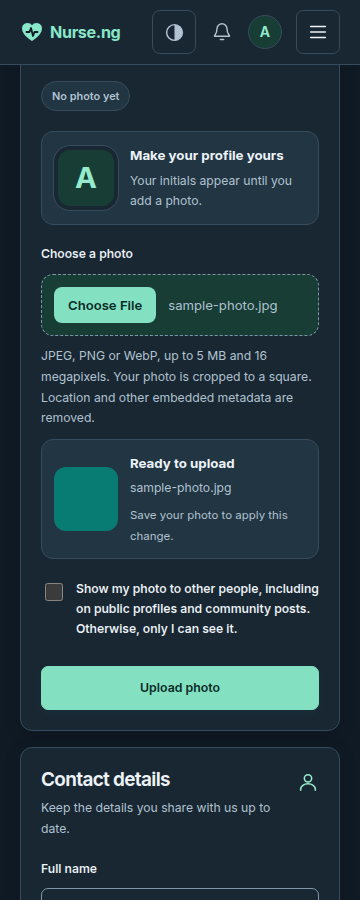 Nurse.ng
A
No photo yet
A
Make your profile yours
Your initials appear until you
add a photo.
Choose a photo
Choose File
sample-photo.jpg
JPEG, PNG or WebP, up to 5 MB and 16
megapixels. Your photo is cropped to a square.
Location and other embedded metadata are
removed.
Ready to upload
sample-photo.jpg
Save your photo to apply this
change.
Show my photo to other people, including
on public profiles and community posts.
Otherwise, only I can see it.
Upload photo
Contact details
Keep the details you share with us up to
date.
Full name